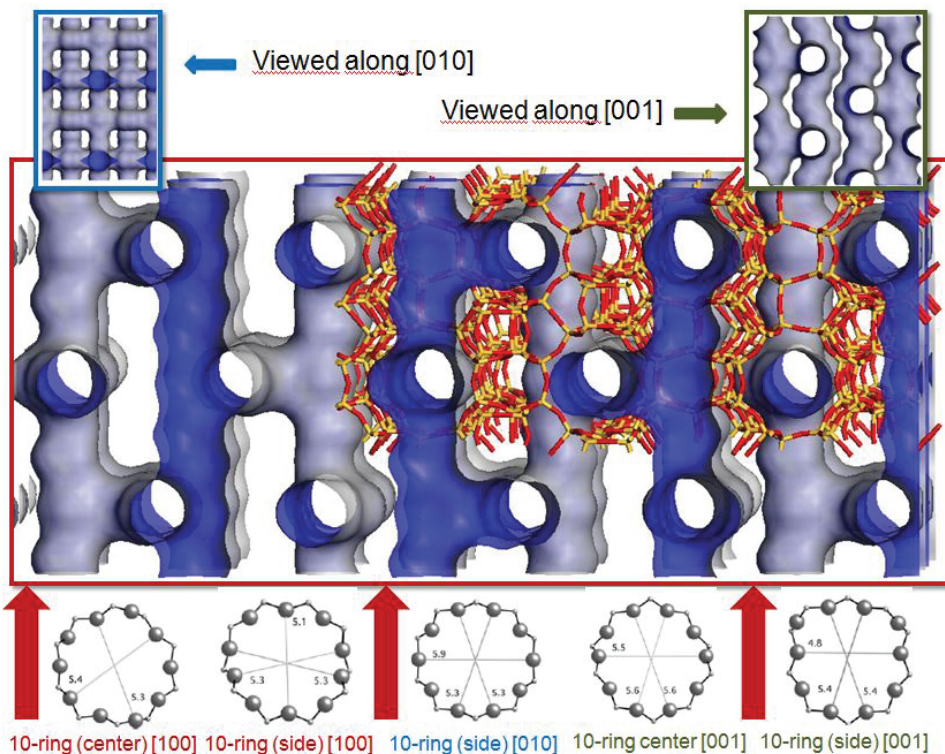 Viewed along [010]
Viewed along [001]
5.4
5.3
5.1
5.3
5.3
5.9
5.3
5.3
5.5
5.6
5.6
4.8
5.4
5.4
10-ring (center) [100]
10-ring (side) [100]
10-ring (side) [010]
10-ring center [001]
10-ring (side) [001]